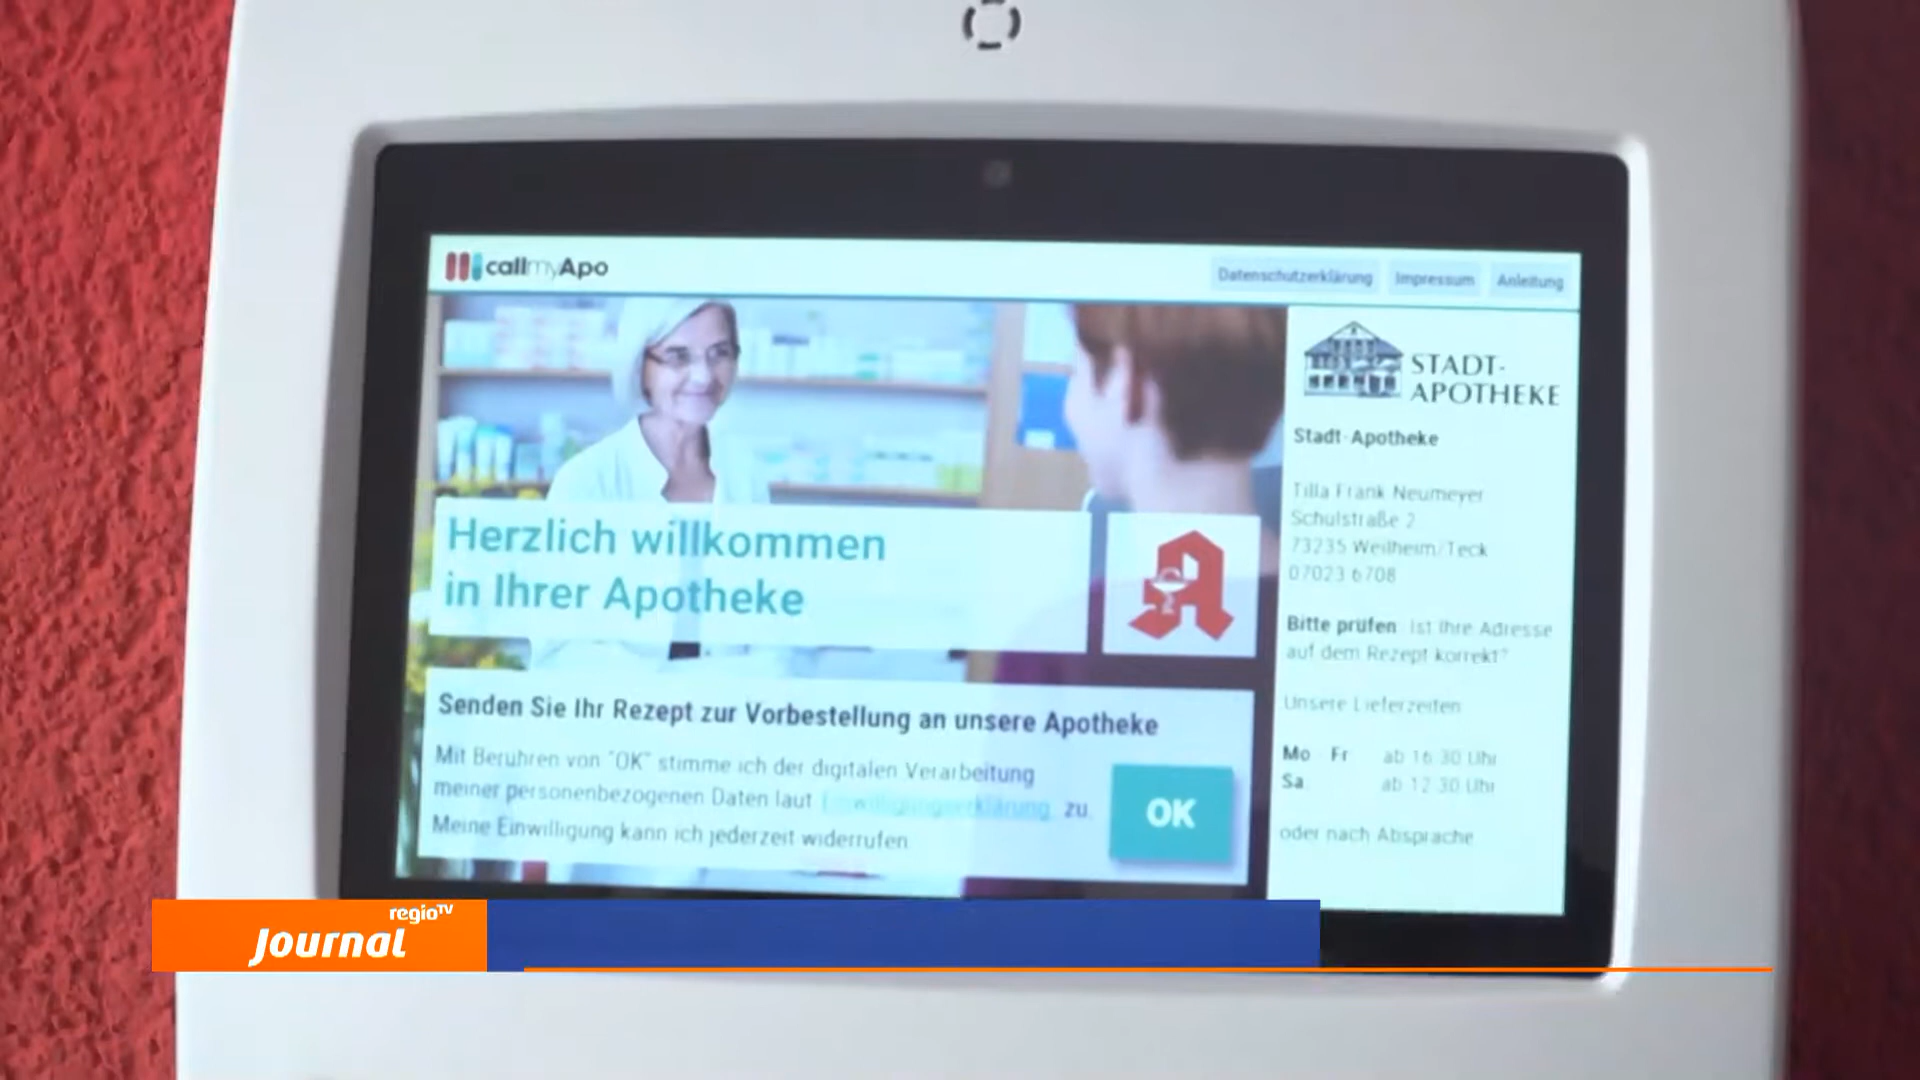 callmyApo
Datenschutzerklärung Impressum Anleitung
STADT-
APOTHEKE
Stadt-Apotheke
Tilla Frank Neumeyer
Schulstraße 2
73235 Weilheim/Teck
07023 6708
Bitte prüfen Ist Ihre Adresse
auf dem Rezept korrekt?
Unsere Lieferzeiten
Mo Fr ab 16:30 Uhr
Sa ab 12:30 Uhr
oder nach Absprache
Herzlich willkommen
in Ihrer Apotheke
A
Senden Sie Ihr Rezept zur Vorbestellung an unsere Apotheke
Mit Berühren von "OK" stimme ich der digitalen Verarbeitung
meiner personenbezogenen Daten laut Einwilligungserklärung zu.
Meine Einwilligung kann ich jederzeit widerrufen
OK
regioTV
Journal